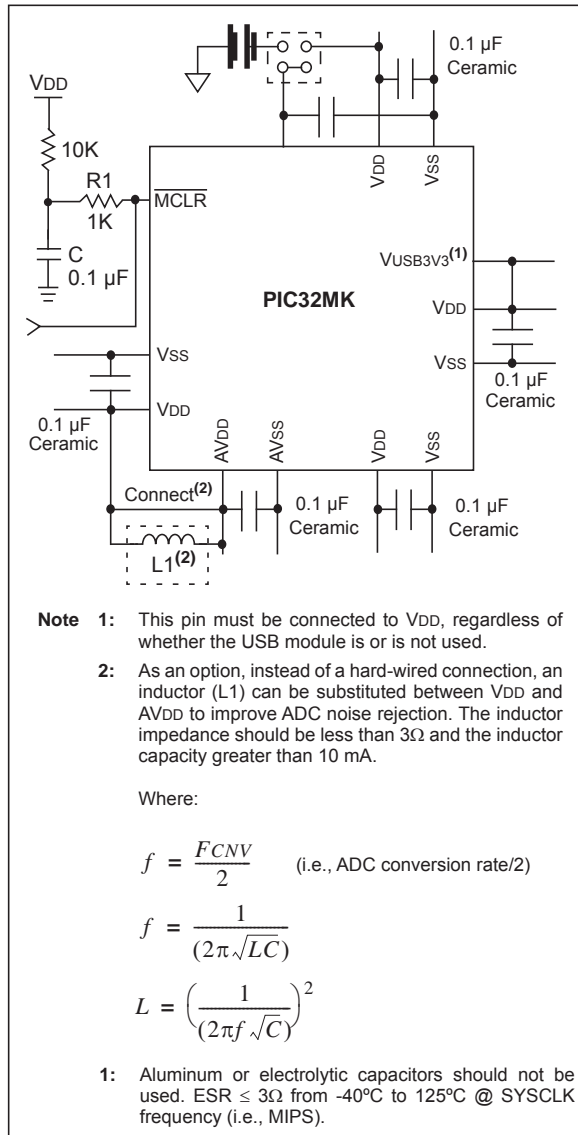 0.1 µF
Ceramic
VDD
10K
R1
1K
C
0.1 µF
MCLR
VDD
VSS
VUSB3V3(1)
PIC32MK
VDD
VSS
0.1 µF
Ceramic
VSS
VDD
0.1 µF
Ceramic
AVDD
AVSS
VDD
VSS
Connect(2)
L1(2)
0.1 µF
Ceramic
0.1 µF
Ceramic
Note 1: This pin must be connected to VDD, regardless of
whether the USB module is or is not used.
2: As an option, instead of a hard-wired connection, an
inductor (L1) can be substituted between VDD and
AVDD to improve ADC noise rejection. The inductor
impedance should be less than 3Ω and the inductor
capacity greater than 10 mA.
Where:
f = FCNV / 2 (i.e., ADC conversion rate/2)
f = 1 / (2π√LC)
L = (1 / (2πf√C))²
1: Aluminum or electrolytic capacitors should not be
used. ESR ≤ 3Ω from -40ºC to 125ºC @ SYSCLK
frequency (i.e., MIPS).